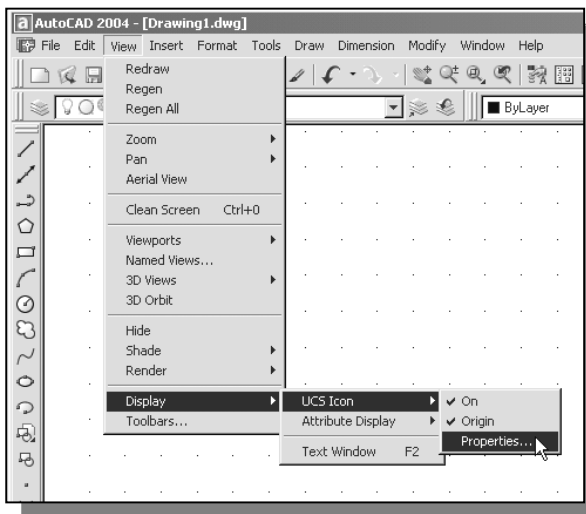 AutoCAD 2004 - [Drawing1.dwg]
File Edit View Insert Format Tools Draw Dimension Modify Window Help
Redraw
Regen
Regen All
ByLayer
Zoom
Pan
Aerial View
Clean Screen Ctrl+0
Viewports
Named Views...
3D Views
3D Orbit
Hide
Shade
Render
Display
Toolbars...
UCS Icon
Attribute Display
Text Window F2
On
Origin
Properties...